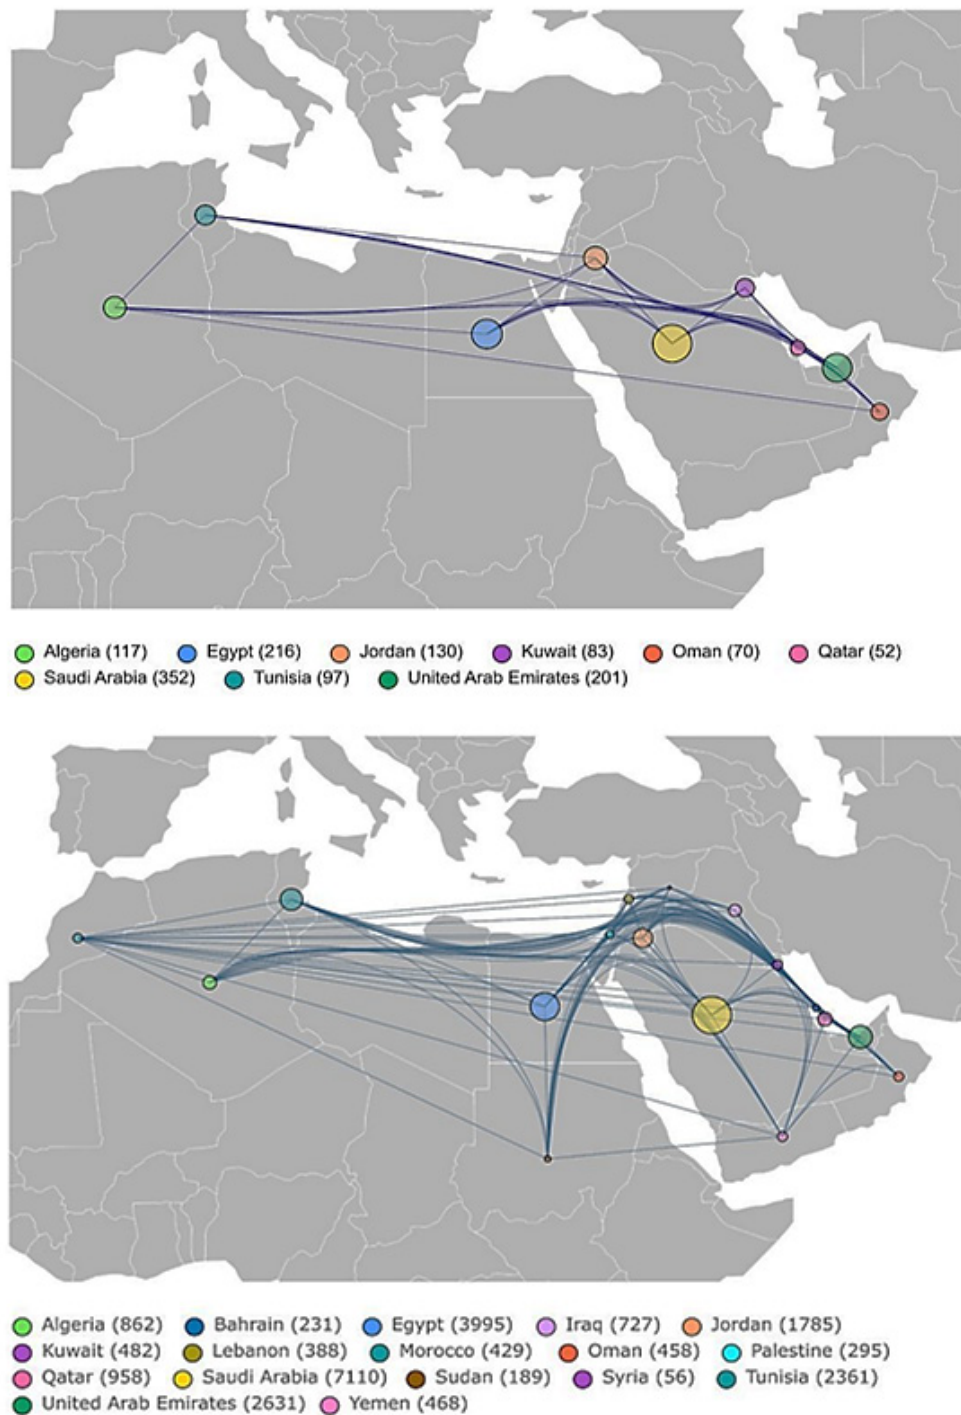 Algeria (117) Egypt (216) Jordan (130) Kuwait (83) Oman (70) Qatar (52)
Saudi Arabia (352) Tunisia (97) United Arab Emirates (201)
Algeria (862) Bahrain (231) Egypt (3995) Iraq (727) Jordan (1785)
Kuwait (482) Lebanon (388) Morocco (429) Oman (458) Palestine (295)
Qatar (958) Saudi Arabia (7110) Sudan (189) Syria (56) Tunisia (2361)
United Arab Emirates (2631) Yemen (468)